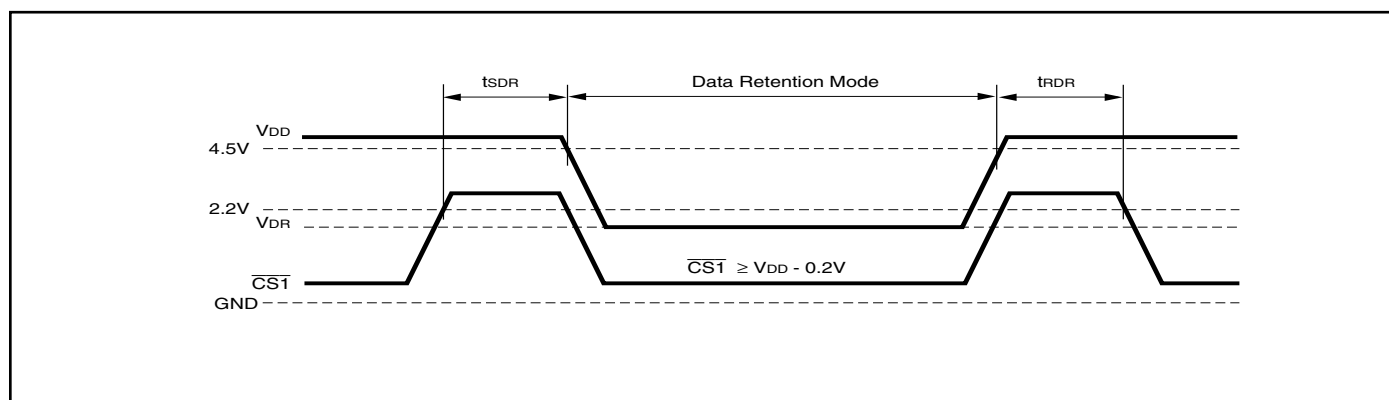 tSDR
Data Retention Mode
tRDR
VDD
4.5V
2.2V
VDR
CS1 ≥ VDD - 0.2V
CS1
GND